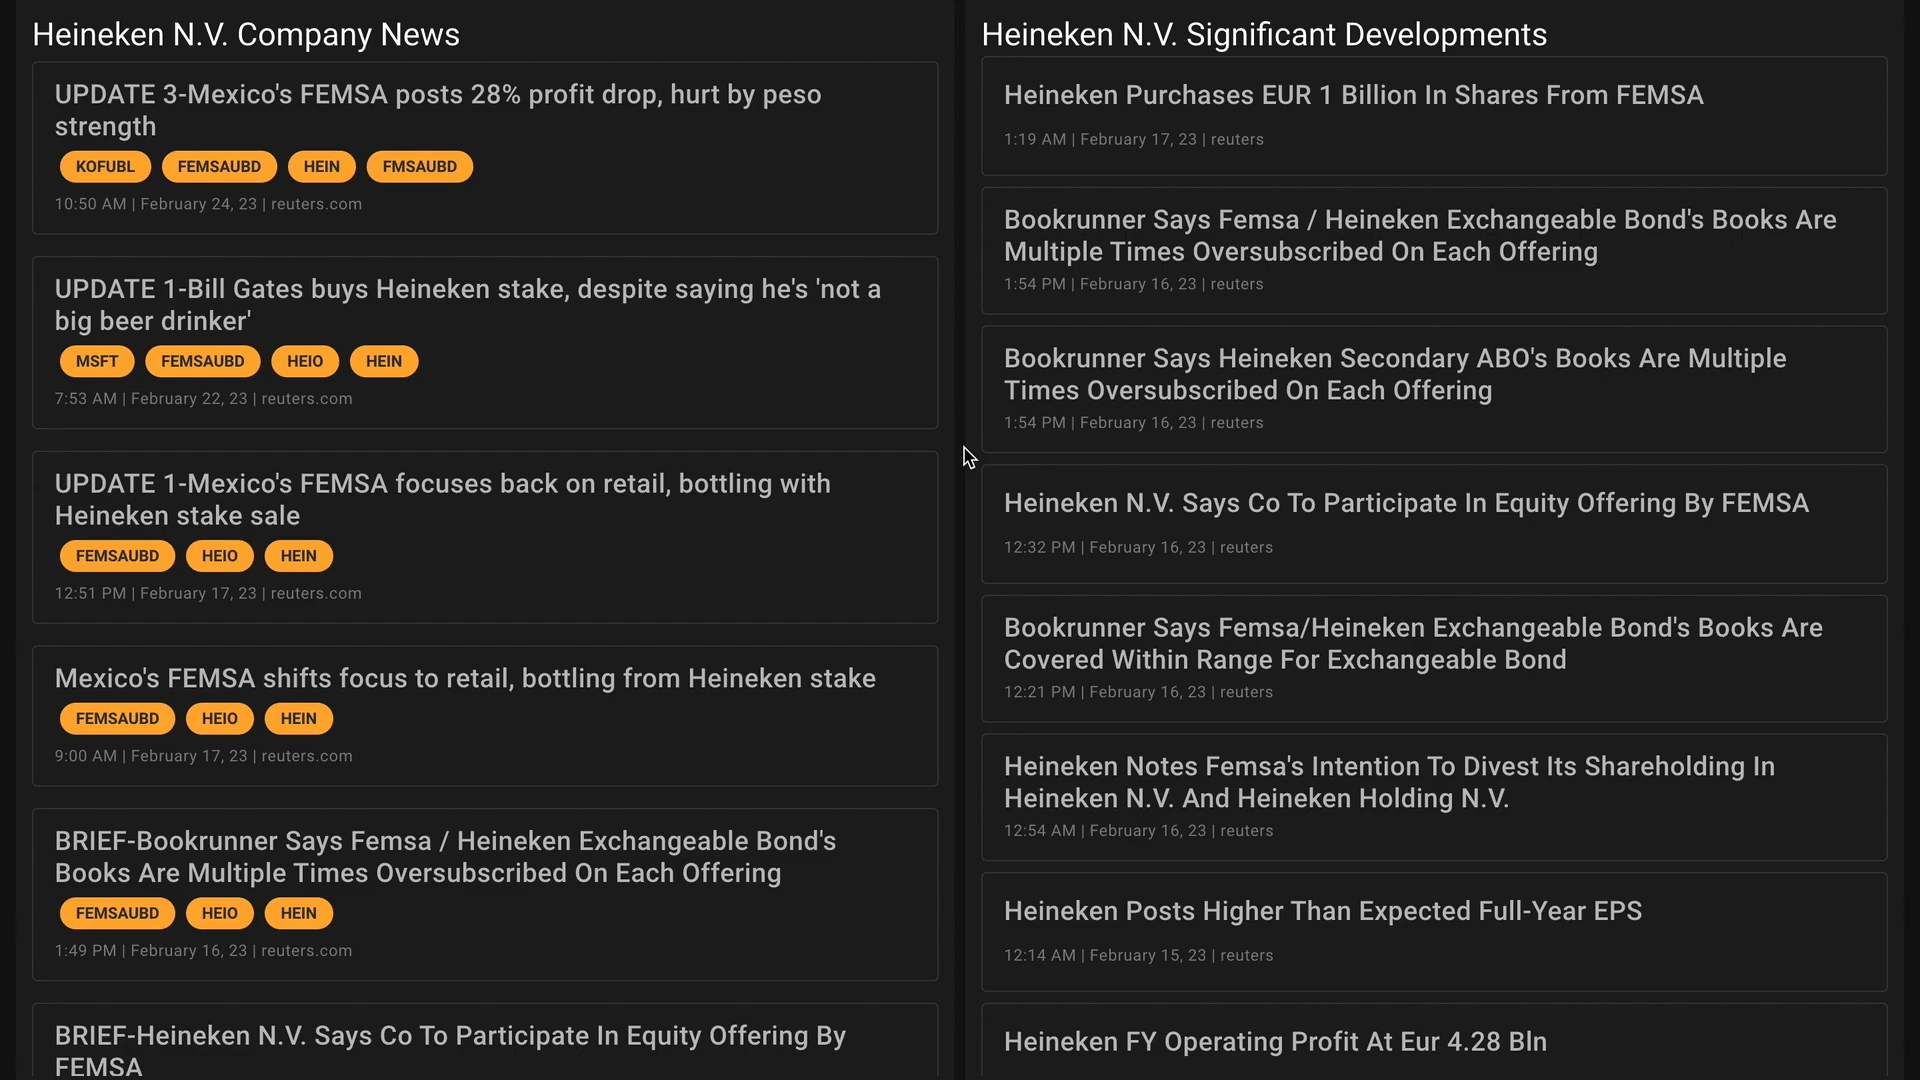 Heineken N.V. Company News
UPDATE 3-Mexico's FEMSA posts 28% profit drop, hurt by peso
strength
KOFUBL FEMSAUBD HEIN FMSAUBD
10:50 AM | February 24, 23 | reuters.com
UPDATE 1-Bill Gates buys Heineken stake, despite saying he's 'not a
big beer drinker'
MSFT FEMSAUBD HEIO HEIN
7:53 AM | February 22, 23 | reuters.com
UPDATE 1-Mexico's FEMSA focuses back on retail, bottling with
Heineken stake sale
FEMSAUBD HEIO HEIN
12:51 PM | February 17, 23 | reuters.com
Mexico's FEMSA shifts focus to retail, bottling from Heineken stake
FEMSAUBD HEIO HEIN
9:00 AM | February 17, 23 | reuters.com
BRIEF-Bookrunner Says Femsa / Heineken Exchangeable Bond's
Books Are Multiple Times Oversubscribed On Each Offering
FEMSAUBD HEIO HEIN
1:49 PM | February 16, 23 | reuters.com
BRIEF-Heineken N.V. Says Co To Participate In Equity Offering By
FEMSA
Heineken N.V. Significant Developments
Heineken Purchases EUR 1 Billion In Shares From FEMSA
1:19 AM | February 17, 23 | reuters
Bookrunner Says Femsa / Heineken Exchangeable Bond's Books Are
Multiple Times Oversubscribed On Each Offering
1:54 PM | February 16, 23 | reuters
Bookrunner Says Heineken Secondary ABO's Books Are Multiple
Times Oversubscribed On Each Offering
1:54 PM | February 16, 23 | reuters
Heineken N.V. Says Co To Participate In Equity Offering By FEMSA
12:32 PM | February 16, 23 | reuters
Bookrunner Says Femsa/Heineken Exchangeable Bond's Books Are
Covered Within Range For Exchangeable Bond
12:21 PM | February 16, 23 | reuters
Heineken Notes Femsa's Intention To Divest Its Shareholding In
Heineken N.V. And Heineken Holding N.V.
12:54 AM | February 16, 23 | reuters
Heineken Posts Higher Than Expected Full-Year EPS
12:14 AM | February 15, 23 | reuters
Heineken FY Operating Profit At Eur 4.28 Bln